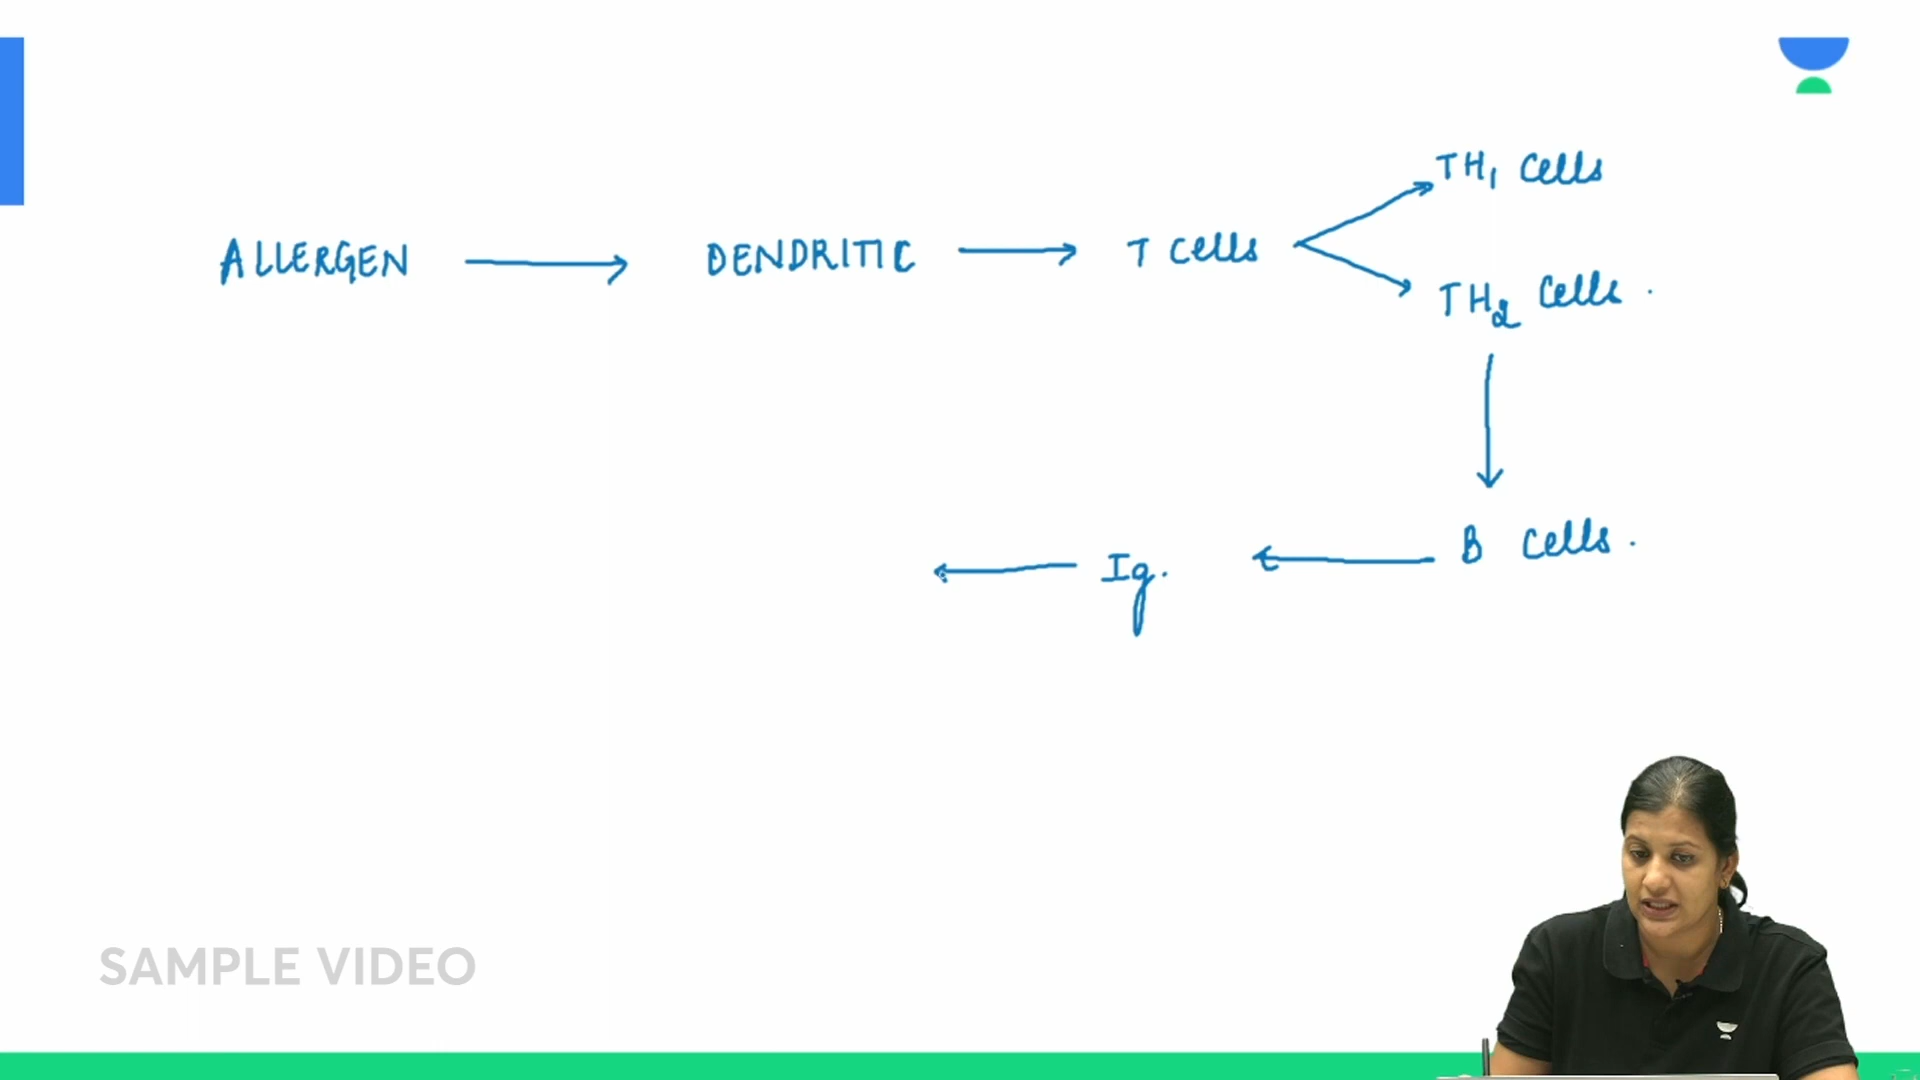 TH1 Cells
ALLERGEN → DENDRITIC → T Cells
TH2 Cells.
B Cells.
Ig.
SAMPLE VIDEO